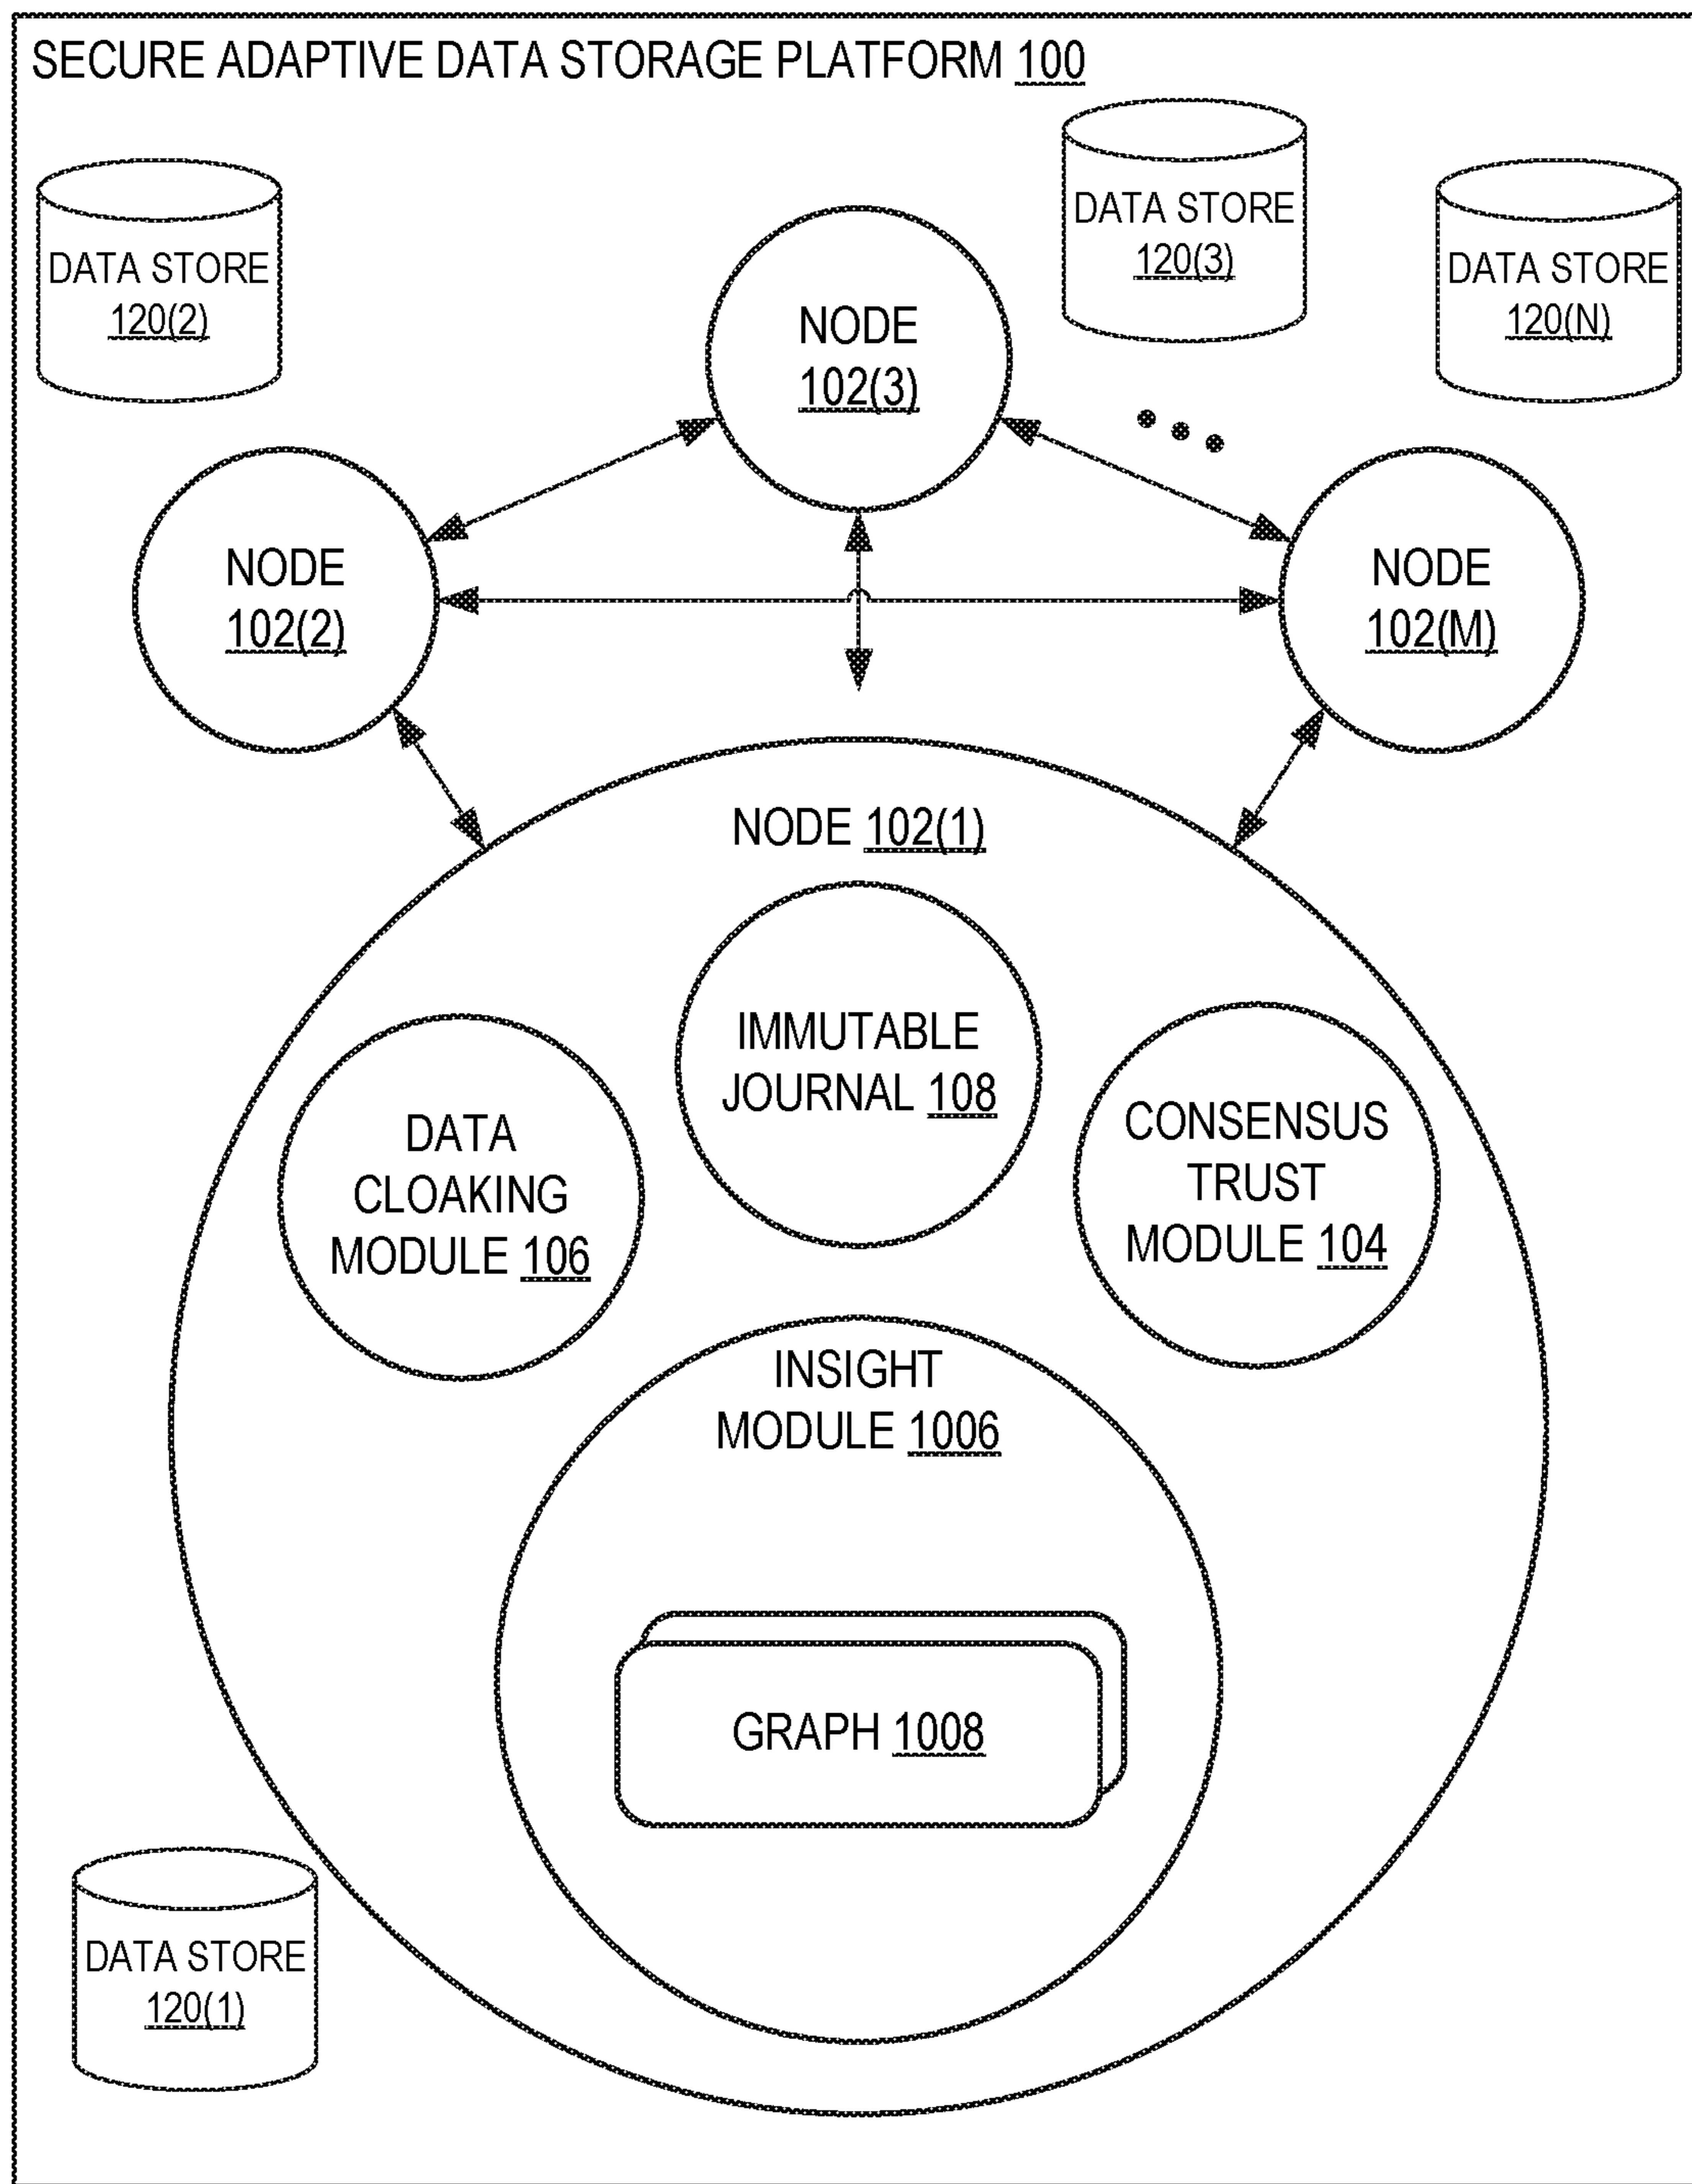 SECURE ADAPTIVE DATA STORAGE PLATFORM 100
DATA STORE
120(2)
NODE
102(3)
DATA STORE
120(3)
DATA STORE
120(N)
NODE
102(2)
NODE
102(M)
NODE 102(1)
IMMUTABLE
JOURNAL 108
DATA
CLOAKING
MODULE 106
CONSENSUS
TRUST
MODULE 104
INSIGHT
MODULE 1006
GRAPH 1008
DATA STORE
120(1)